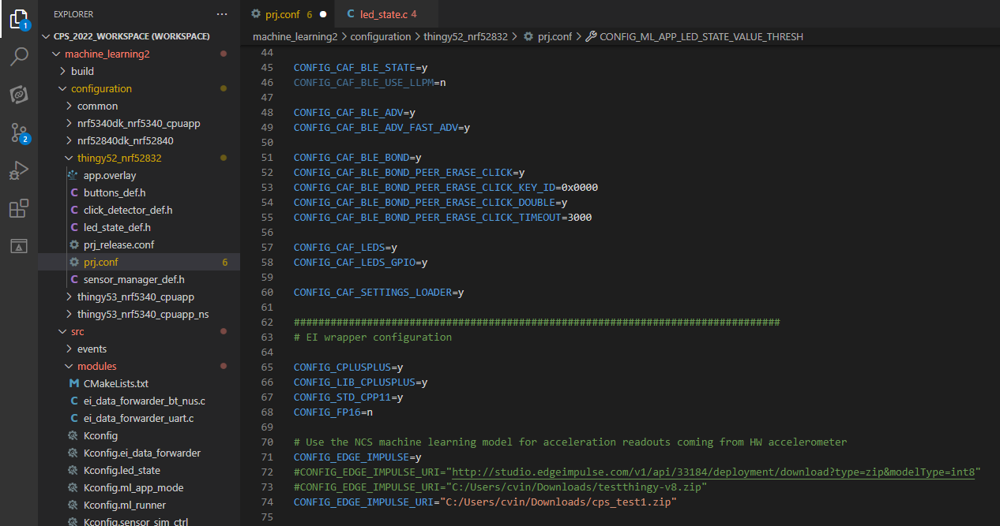 EXPLORER
···
CPS_2022_WORKSPACE (WORKSPACE)
machine_learning2
build
configuration
common
nrf5340dk_nrf5340_cpuapp
nrf52840dk_nrf52840
thingy52_nrf52832
app.overlay
C buttons_def.h
C click_detector_def.h
C led_state_def.h
prj_release.conf
prj.conf 6
C sensor_manager_def.h
thingy53_nrf5340_cpuapp
thingy53_nrf5340_cpuapp_ns
src
events
modules
M CMakeLists.txt
C ei_data_forwarder_bt_nus.c
C ei_data_forwarder_uart.c
Kconfig
Kconfig.ei_data_forwarder
Kconfig.led_state
Kconfig.ml_app_mode
Kconfig.ml_runner
Kconfig.sensor_sim_ctrl
1
2
prj.conf 6
C led_state.c 4
machine_learning2 > configuration > thingy52_nrf52832 > prj.conf > CONFIG_ML_APP_LED_STATE_VALUE_THRESH
44
45 CONFIG_CAF_BLE_STATE=y
46 CONFIG_CAF_BLE_USE_LLPM=n
47
48 CONFIG_CAF_BLE_ADV=y
49 CONFIG_CAF_BLE_ADV_FAST_ADV=y
50
51 CONFIG_CAF_BLE_BOND=y
52 CONFIG_CAF_BLE_BOND_PEER_ERASE_CLICK=y
53 CONFIG_CAF_BLE_BOND_PEER_ERASE_CLICK_KEY_ID=0x0000
54 CONFIG_CAF_BLE_BOND_PEER_ERASE_CLICK_DOUBLE=y
55 CONFIG_CAF_BLE_BOND_PEER_ERASE_CLICK_TIMEOUT=3000
56
57 CONFIG_CAF_LEDS=y
58 CONFIG_CAF_LEDS_GPIO=y
59
60 CONFIG_CAF_SETTINGS_LOADER=y
61
62 ################################################################################
63 # EI wrapper configuration
64
65 CONFIG_CPLUSPLUS=y
66 CONFIG_LIB_CPLUSPLUS=y
67 CONFIG_STD_CPP11=y
68 CONFIG_FP16=n
69
70 # Use the NCS machine learning model for acceleration readouts coming from HW accelerometer
71 CONFIG_EDGE_IMPULSE=y
72 #CONFIG_EDGE_IMPULSE_URI="http://studio.edgeimpulse.com/v1/api/33184/deployment/download?type=zip&modelType=int8"
73 #CONFIG_EDGE_IMPULSE_URI="C:/Users/cvin/Downloads/testthingy-v8.zip"
74 CONFIG_EDGE_IMPULSE_URI="C:/Users/cvin/Downloads/cps_test1.zip"
75